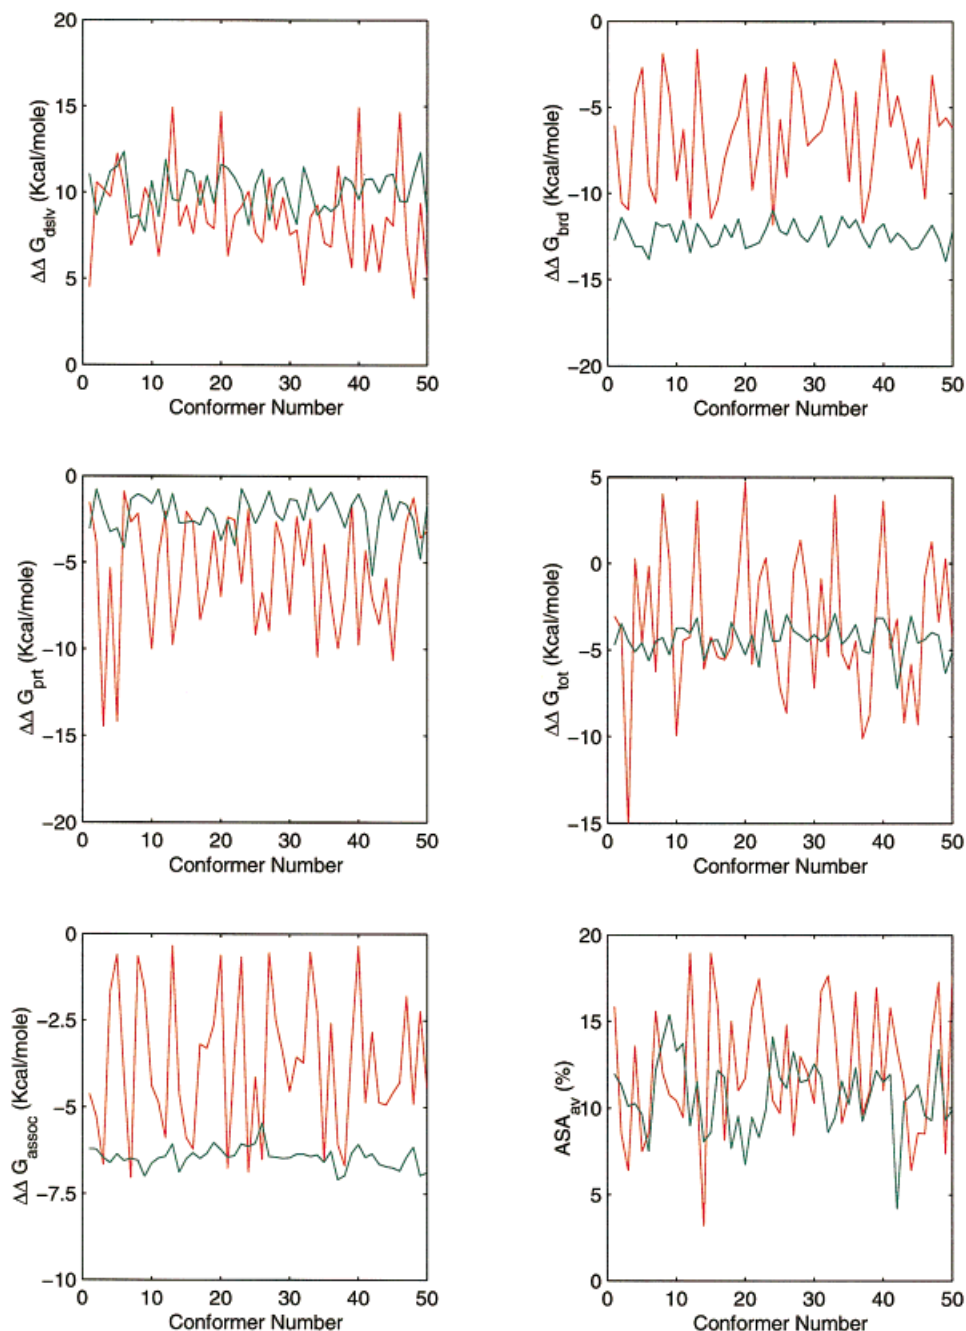 20
15
10
5
0
ΔΔ G_dslv (Kcal/mole)
0 10 20 30 40 50
Conformer Number
0
−5
−10
−15
−20
ΔΔ G_brd (Kcal/mole)
0 10 20 30 40 50
Conformer Number
0
−5
−10
−15
−20
ΔΔ G_prt (Kcal/mole)
0 10 20 30 40 50
Conformer Number
5
0
−5
−10
−15
ΔΔ G_tot (Kcal/mole)
0 10 20 30 40 50
Conformer Number
0
−2.5
−5
−7.5
−10
ΔΔ G_assoc (Kcal/mole)
0 10 20 30 40 50
Conformer Number
20
15
10
5
0
ASA_av (%)
0 10 20 30 40 50
Conformer Number